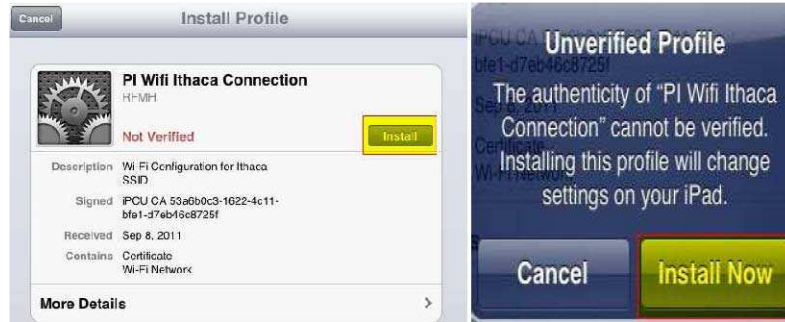 Cancel
Install Profile
PI Wifi Ithaca Connection
RFMH
Not Verified
Install
Description Wi-Fi Configuration for Ithaca
SSID
Signed iPCU CA 53a6b0c3-1622-4c11-
bfe1-d7eb46c8725f
Received Sep 8, 2011
Contains Certificate
Wi-Fi Network
More Details
Unverified Profile
The authenticity of “PI Wifi Ithaca
Connection” cannot be verified.
Installing this profile will change
settings on your iPad.
Cancel
Install Now